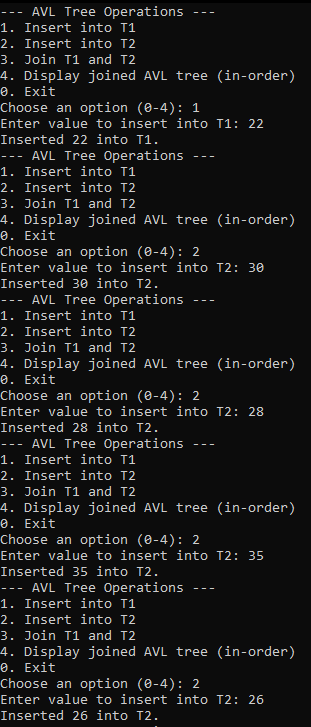 --- AVL Tree Operations ---
1. Insert into T1
2. Insert into T2
3. Join T1 and T2
4. Display joined AVL tree (in-order)
0. Exit
Choose an option (0-4): 1
Enter value to insert into T1: 22
Inserted 22 into T1.
--- AVL Tree Operations ---
1. Insert into T1
2. Insert into T2
3. Join T1 and T2
4. Display joined AVL tree (in-order)
0. Exit
Choose an option (0-4): 2
Enter value to insert into T2: 30
Inserted 30 into T2.
--- AVL Tree Operations ---
1. Insert into T1
2. Insert into T2
3. Join T1 and T2
4. Display joined AVL tree (in-order)
0. Exit
Choose an option (0-4): 2
Enter value to insert into T2: 28
Inserted 28 into T2.
--- AVL Tree Operations ---
1. Insert into T1
2. Insert into T2
3. Join T1 and T2
4. Display joined AVL tree (in-order)
0. Exit
Choose an option (0-4): 2
Enter value to insert into T2: 35
Inserted 35 into T2.
--- AVL Tree Operations ---
1. Insert into T1
2. Insert into T2
3. Join T1 and T2
4. Display joined AVL tree (in-order)
0. Exit
Choose an option (0-4): 2
Enter value to insert into T2: 26
Inserted 26 into T2.